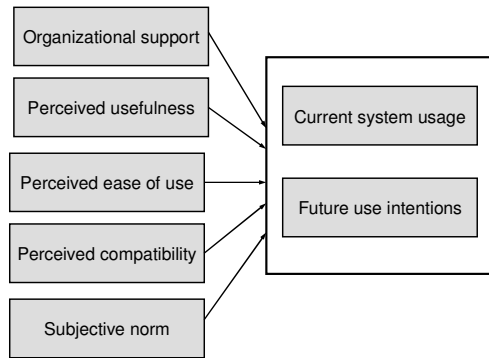 Organizational support
Perceived usefulness
Perceived ease of use
Perceived compatibility
Subjective norm
Current system usage
Future use intentions